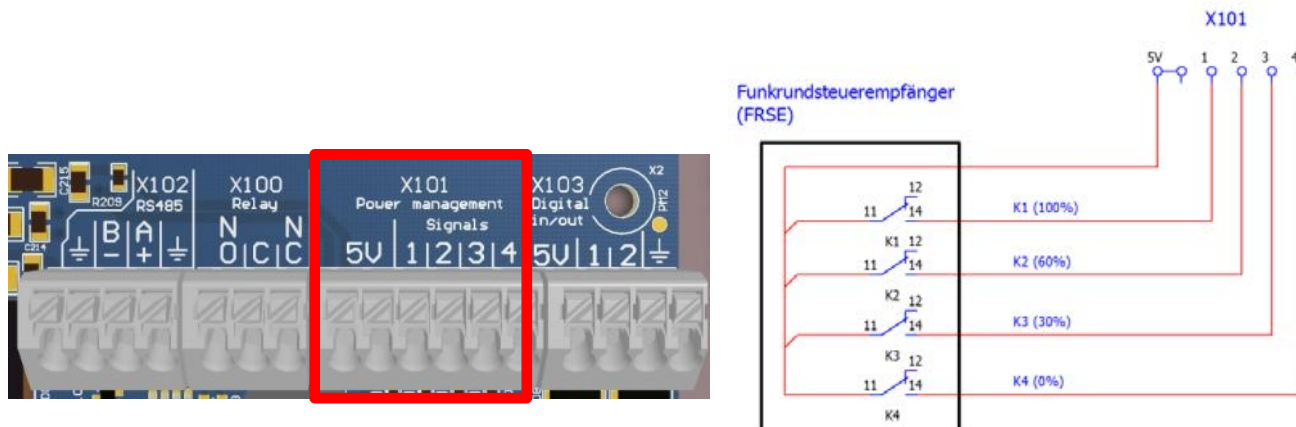 X101
5V 1 2 3 4
Funkrundsteuerempfänger
(FRSE)
12
11 14 K1 (100%)
K1 12
11 14 K2 (60%)
K2 12
11 14 K3 (30%)
K3 12
11 14 K4 (0%)
K4
C215
R209
C214
X102
RS485
B A
- +
X100
Relay
N N
O C C
X101
Power management
Signals
5V 1 2 3 4
X103
Digital
in/out
5V 1 2
X2
PM2